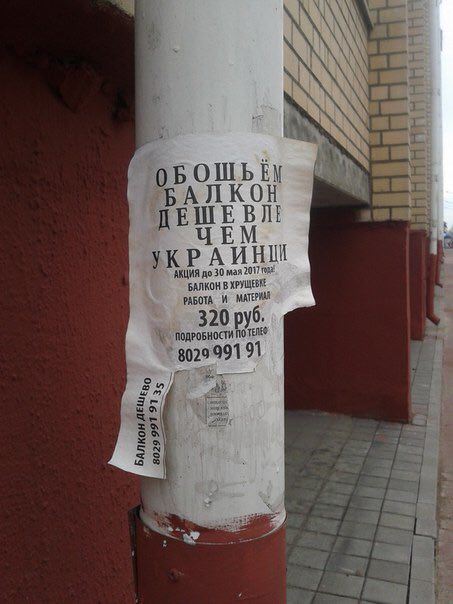 ОБОШЬЁМ
БАЛКОН
ДЕШЕВЛЕ
ЧЕМ
УКРАИНЦИ
АКЦИЯ до 30 мая 2017 года!
БАЛКОН В ХРУЩЕВКЕ
РАБОТА И МАТЕРИАЛ
320 руб.
ПОДРОБНОСТИ ПО ТЕЛЕФ
8029 991 91
БАЛКОН ДЕШЕВО
8029 991 91 35